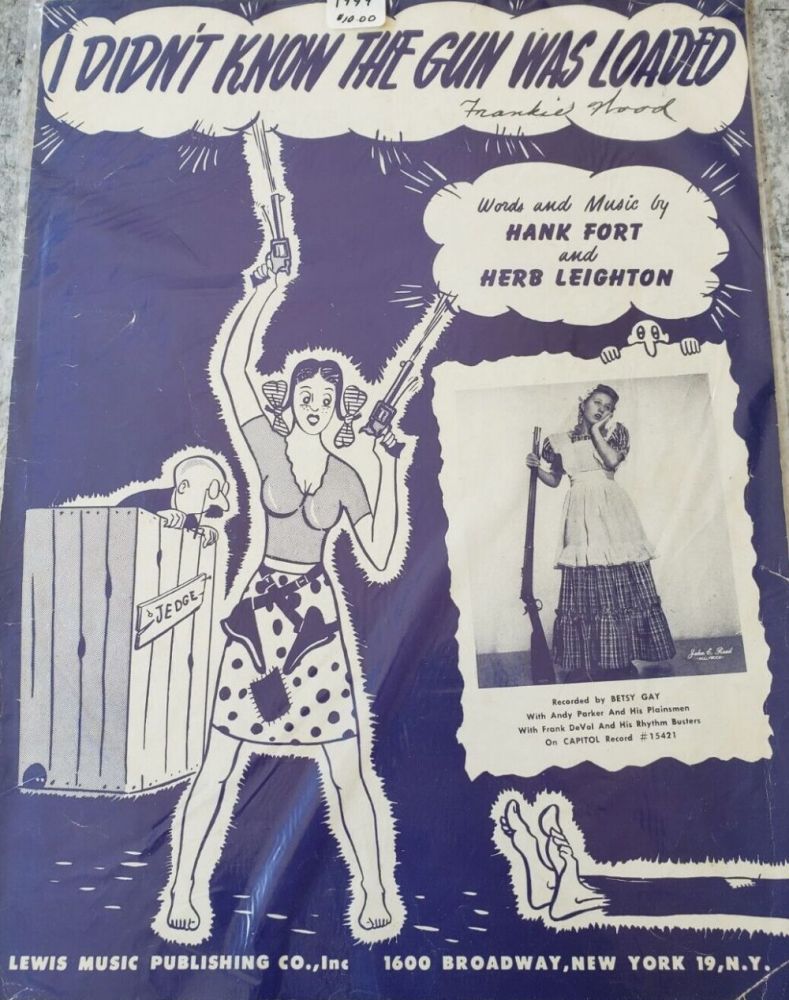 $10.00
I DIDN'T KNOW THE GUN WAS LOADED
Frankie Wood
Words and Music by
HANK FORT
and
HERB LEIGHTON
JEDGE
Recorded by BETSY GAY
With Andy Parker And His Plainsmen
With Frank DeVol And His Rhythm Busters
On CAPITOL Record #15421
LEWIS MUSIC PUBLISHING CO.,Inc 1600 BROADWAY,NEW YORK 19,N.Y.